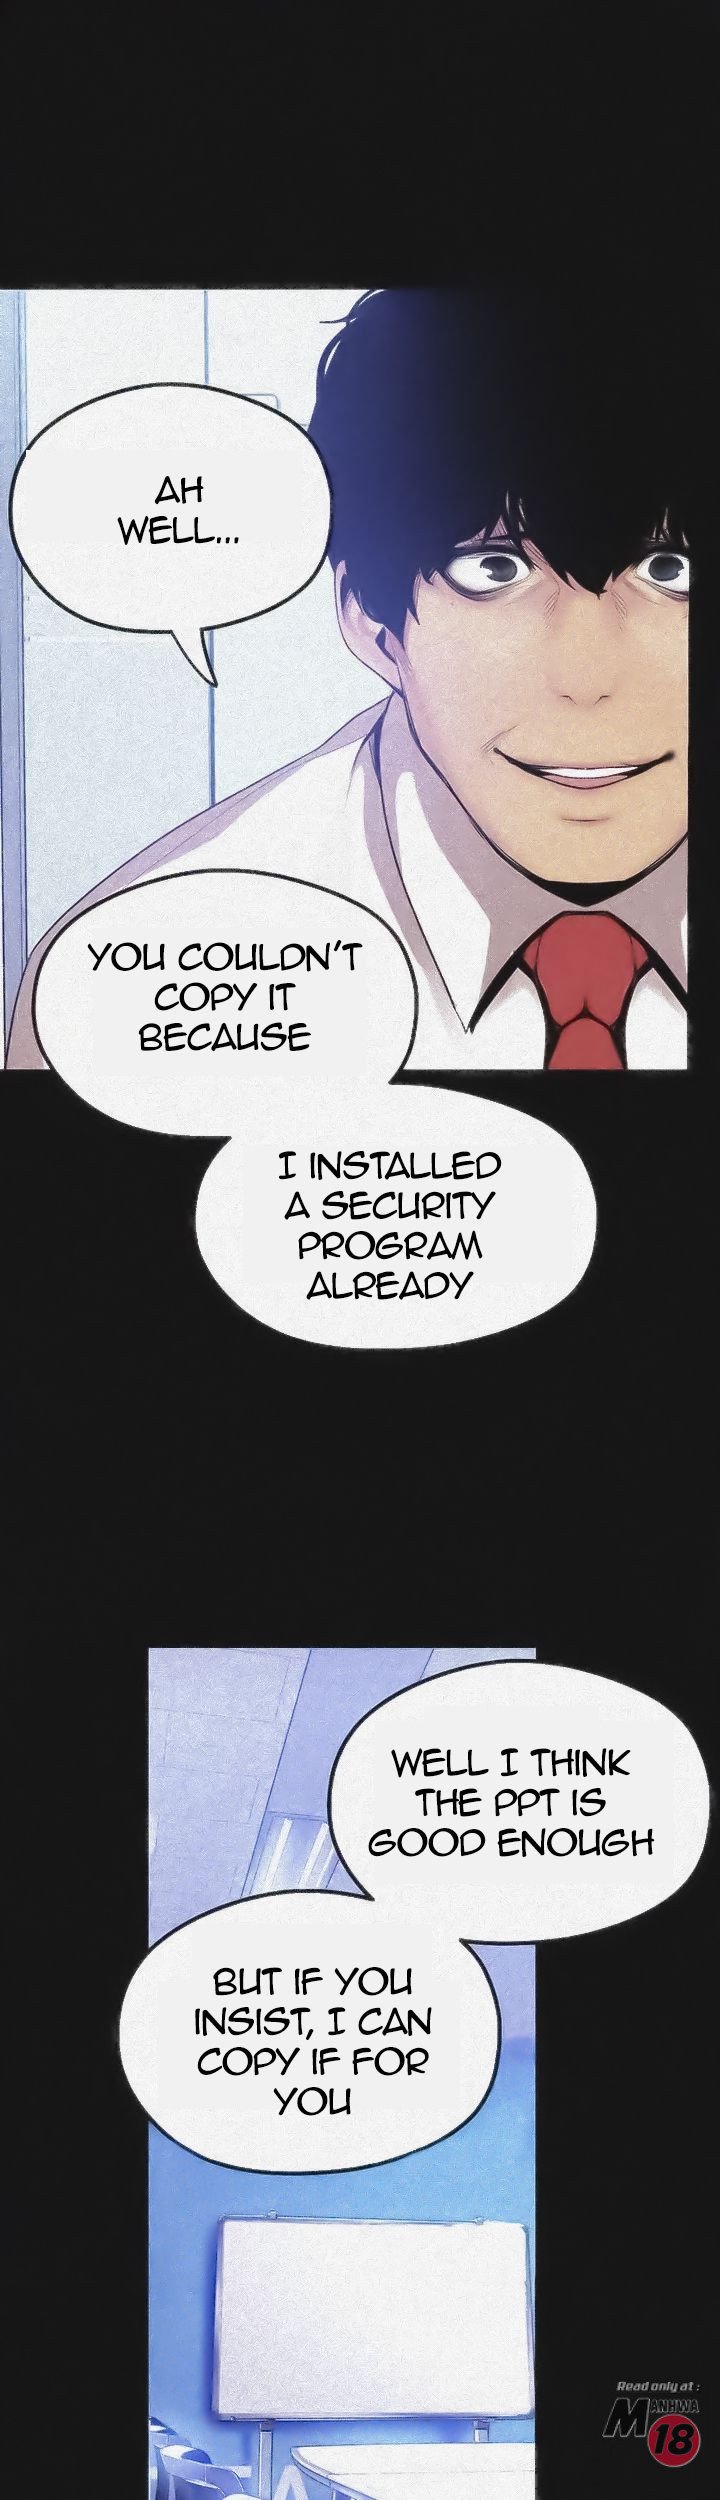 AH
WELL...
YOU COULDN'T
COPY IT
BECAUSE
I INSTALLED
A SECURITY
PROGRAM
ALREADY
WELL I THINK
THE PPT IS
GOOD ENOUGH
BUT IF YOU
INSIST, I CAN
COPY IF FOR
YOU
Read only at :
MANHWA
18